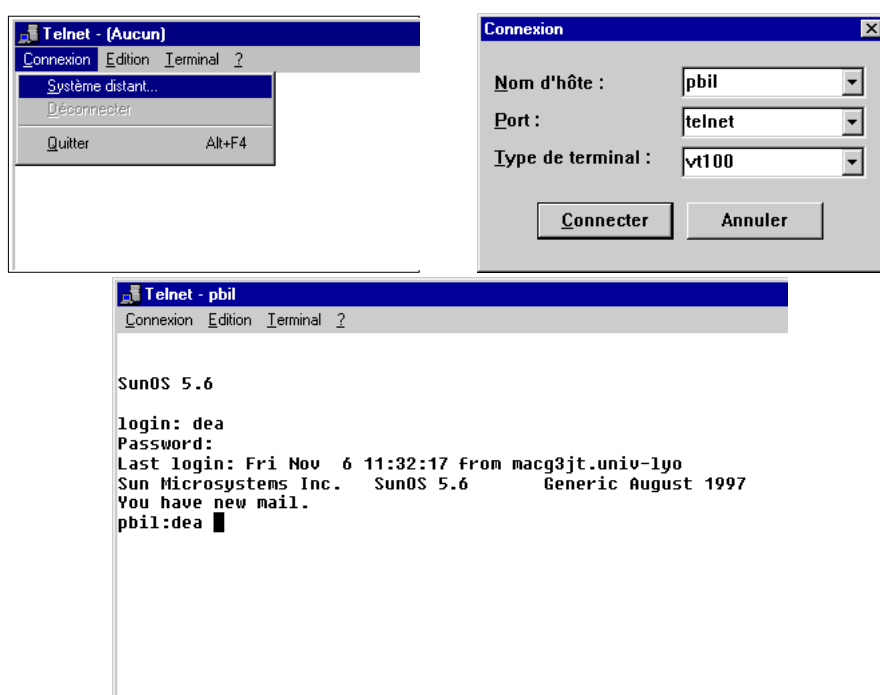 Telnet - (Aucun)
Connexion Edition Terminal ?
Système distant...
Déconnecter
Quitter Alt+F4
Connexion
Nom d'hôte : pbil
Port : telnet
Type de terminal : vt100
Connecter Annuler
Telnet - pbil
Connexion Edition Terminal ?
SunOS 5.6
login: dea
Password:
Last login: Fri Nov  6 11:32:17 from macg3jt.univ-lyo
Sun Microsystems Inc.   SunOS 5.6       Generic August 1997
You have new mail.
pbil:dea